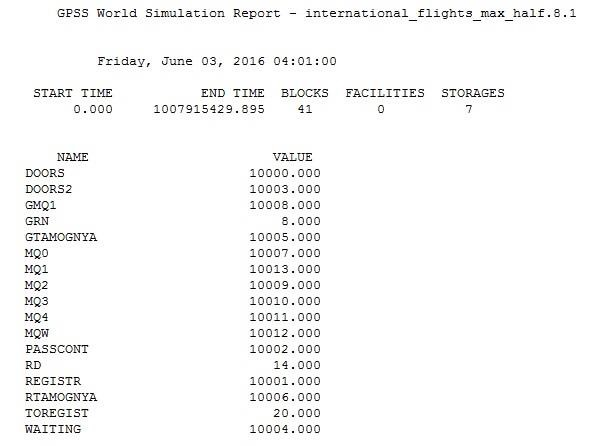 GPSS World Simulation Report - international_flights_max_half.8.1
Friday, June 03, 2016 04:01:00
START TIME END TIME BLOCKS FACILITIES STORAGES
0.000 1007915429.895 41 0 7
NAME VALUE
DOORS 10000.000
DOORS2 10003.000
GMQ1 10008.000
GRN 8.000
GTAMOGNYA 10005.000
MQ0 10007.000
MQ1 10013.000
MQ2 10009.000
MQ3 10010.000
MQ4 10011.000
MQW 10012.000
PASSCONT 10002.000
RD 14.000
REGISTR 10001.000
RTAMOGNYA 10006.000
TOREGIST 20.000
WAITING 10004.000